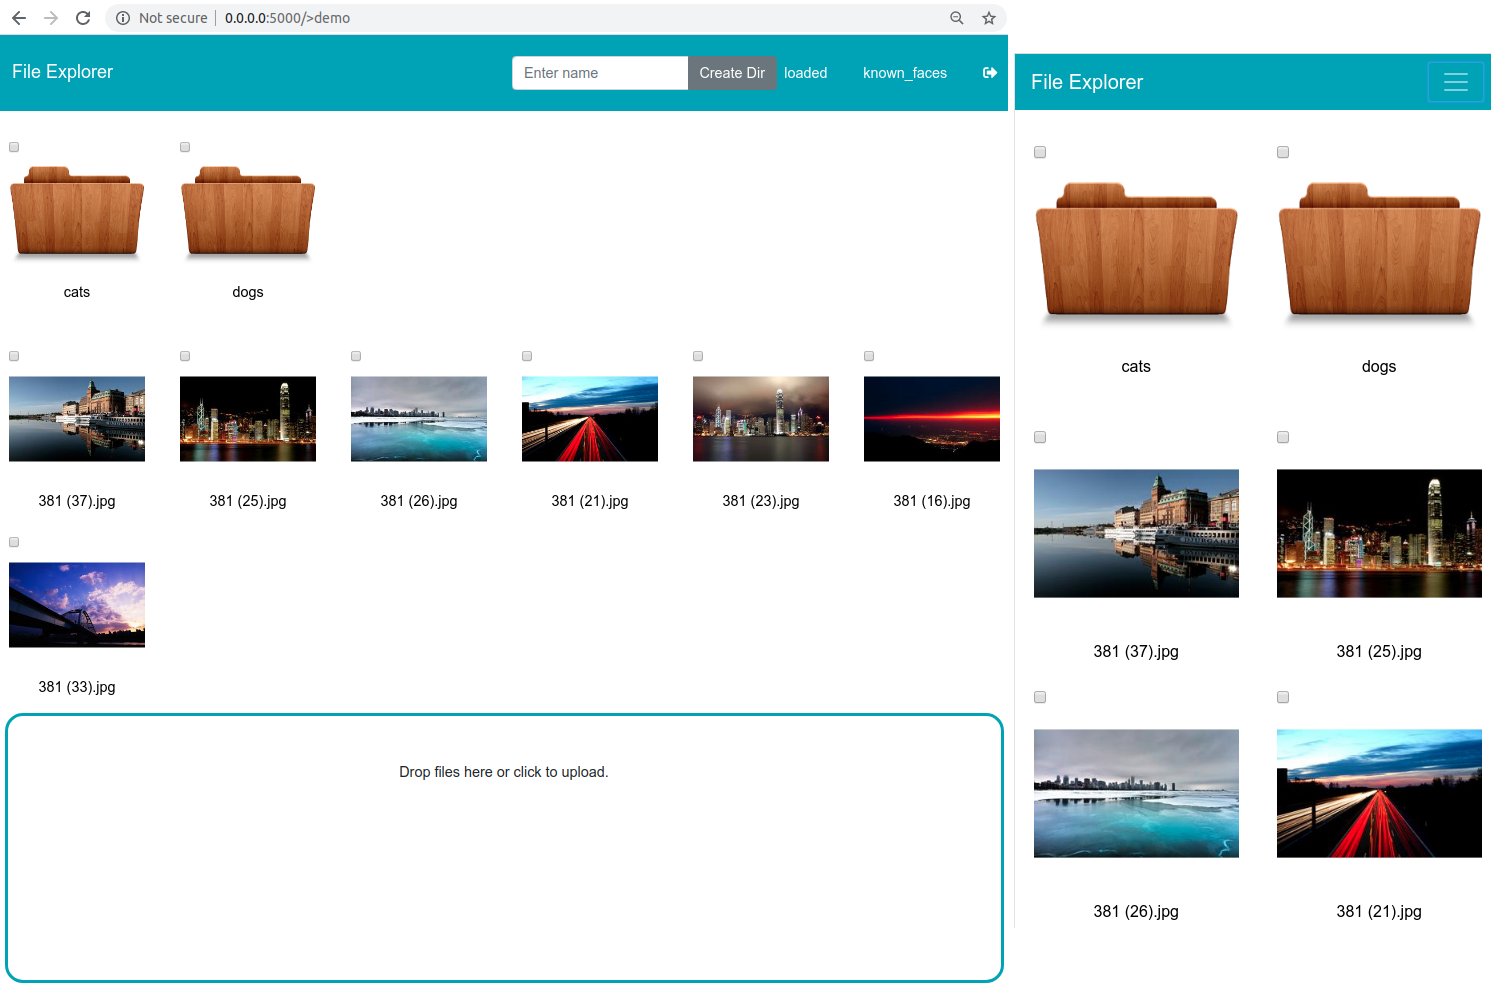 Not secure | 0.0.0.0:5000/>demo
File Explorer
Enter name Create Dir loaded known_faces
cats dogs
381 (37).jpg 381 (25).jpg 381 (26).jpg 381 (21).jpg 381 (23).jpg 381 (16).jpg
381 (33).jpg
Drop files here or click to upload.
File Explorer
cats dogs
381 (37).jpg 381 (25).jpg
381 (26).jpg 381 (21).jpg